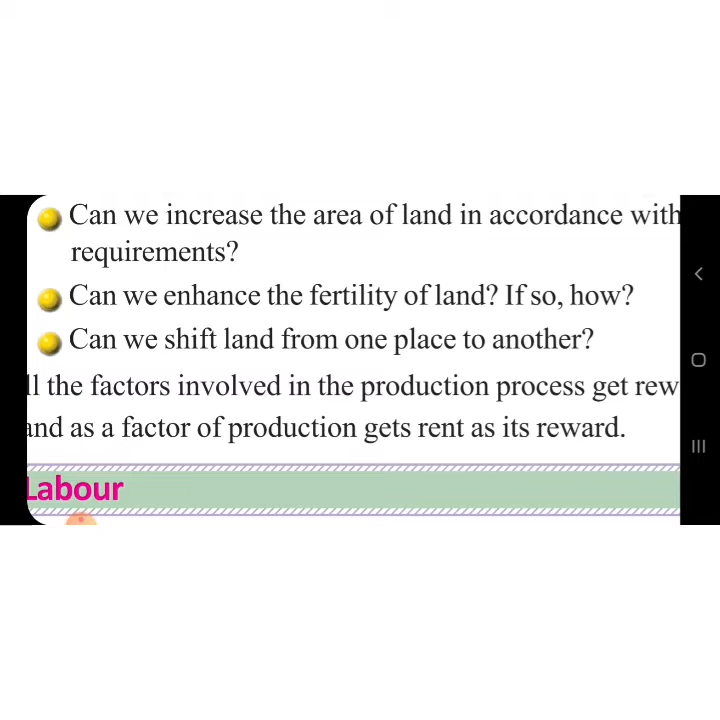 Can we increase the area of land in accordance with
requirements?
Can we enhance the fertility of land? If so, how?
Can we shift land from one place to another?
ll the factors involved in the production process get rew
and as a factor of production gets rent as its reward.
Labour